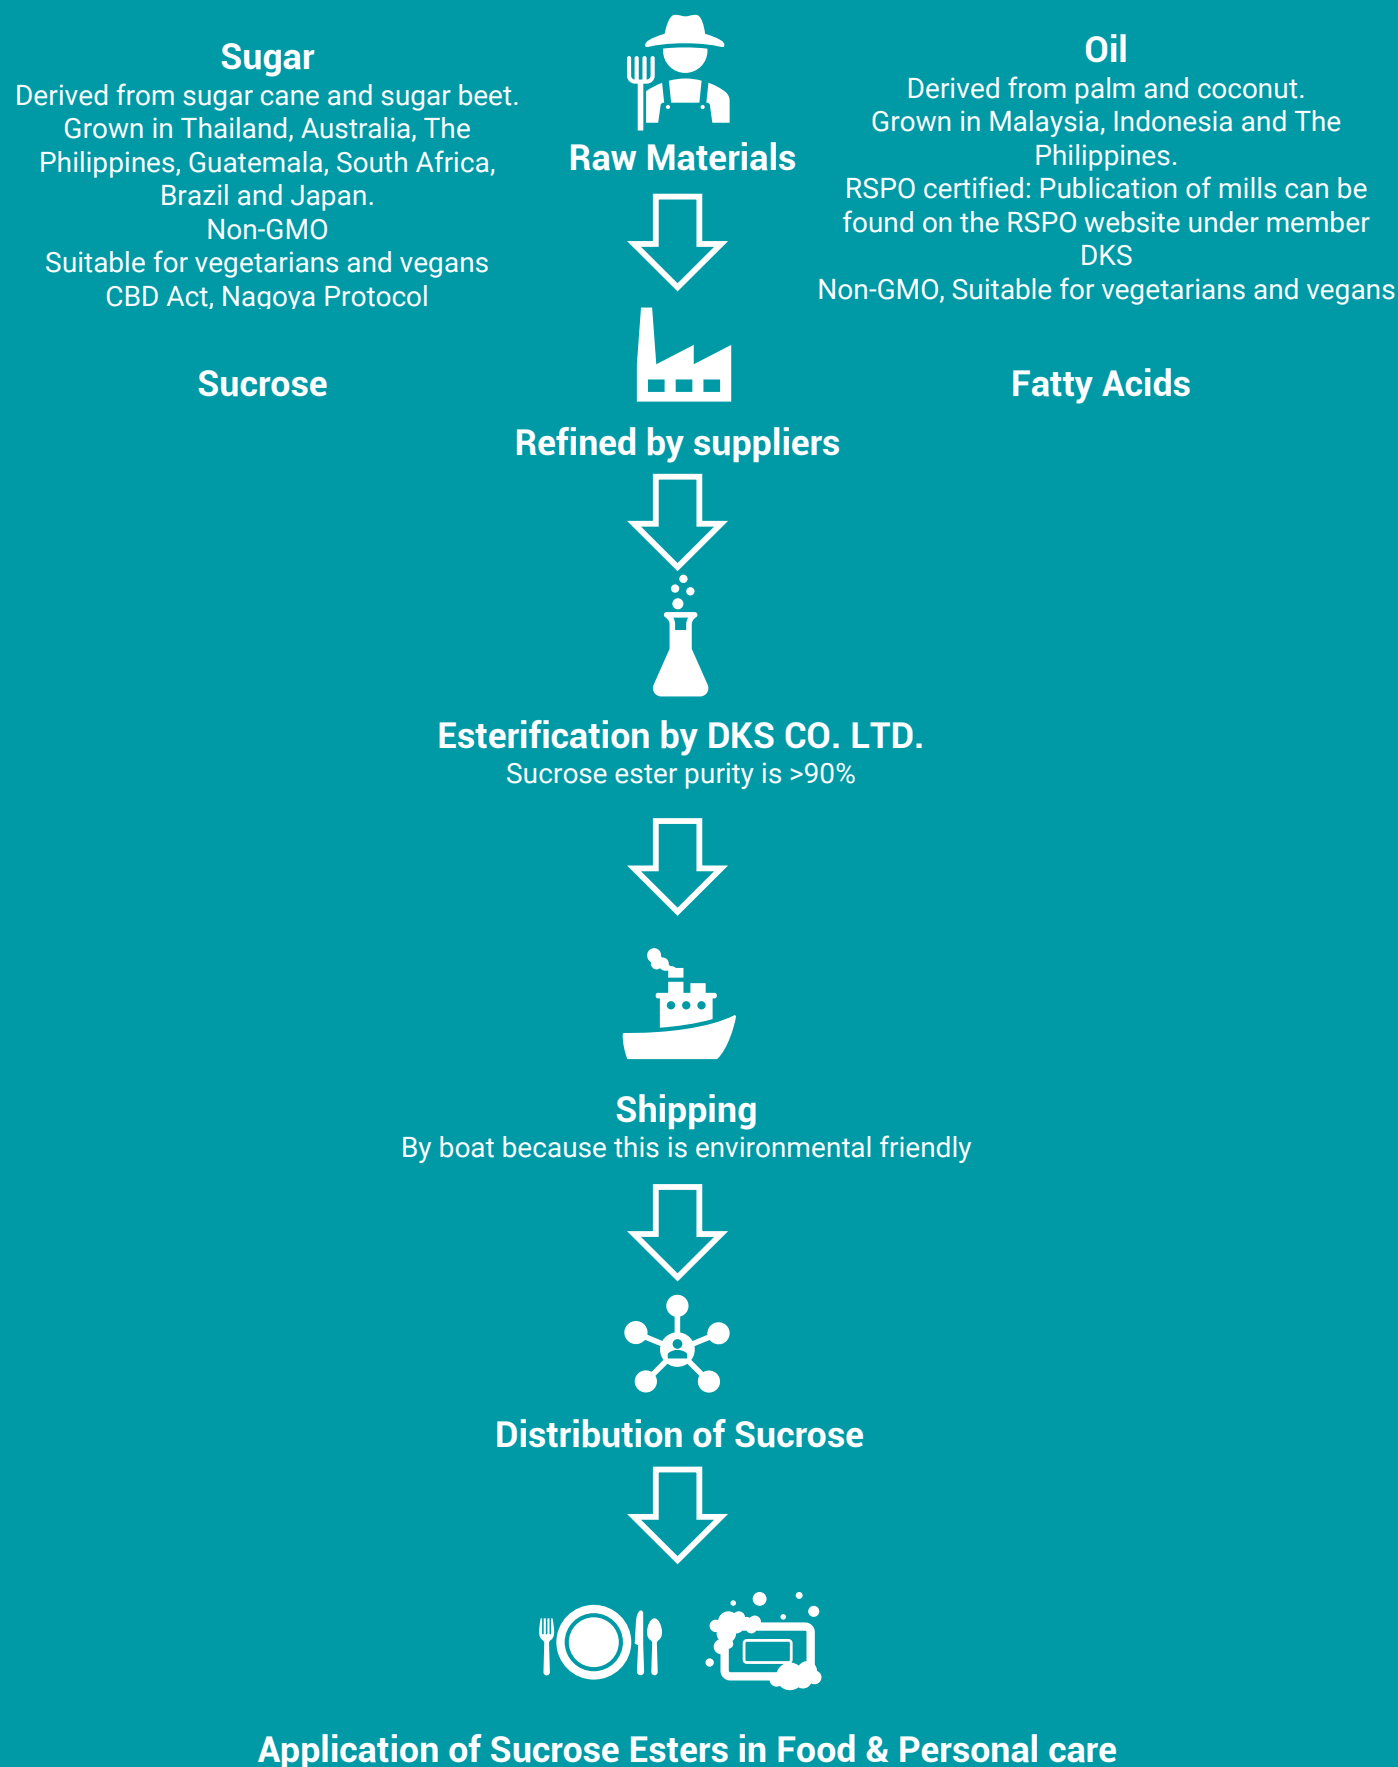 Sugar
Derived from sugar cane and sugar beet.
Grown in Thailand, Australia, The
Philippines, Guatemala, South Africa,
Brazil and Japan.
Non-GMO
Suitable for vegetarians and vegans
CBD Act, Nagoya Protocol
Raw Materials
Oil
Derived from palm and coconut.
Grown in Malaysia, Indonesia and The
Philippines.
RSPO certified: Publication of mills can be
found on the RSPO website under member
DKS
Non-GMO, Suitable for vegetarians and vegans
Sucrose
Fatty Acids
Refined by suppliers
Esterification by DKS CO. LTD.
Sucrose ester purity is >90%
Shipping
By boat because this is environmental friendly
Distribution of Sucrose
Application of Sucrose Esters in Food & Personal care